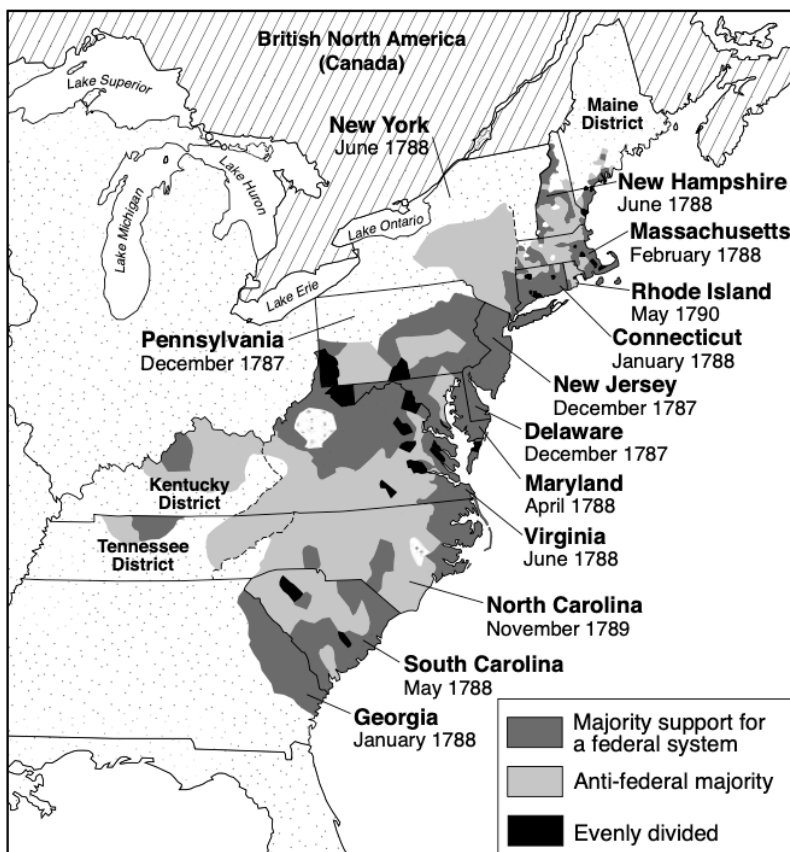 British North America
(Canada)
Lake Superior
Maine
District
New York
June 1788
Lake Huron
Lake Michigan
New Hampshire
June 1788
Lake Ontario
Massachusetts
February 1788
Lake Erie
Rhode Island
May 1790
Pennsylvania
December 1787
Connecticut
January 1788
New Jersey
December 1787
Delaware
December 1787
Kentucky
District
Maryland
April 1788
Tennessee
District
Virginia
June 1788
North Carolina
November 1789
South Carolina
May 1788
Georgia
January 1788
Majority support for
a federal system
Anti-federal majority
Evenly divided